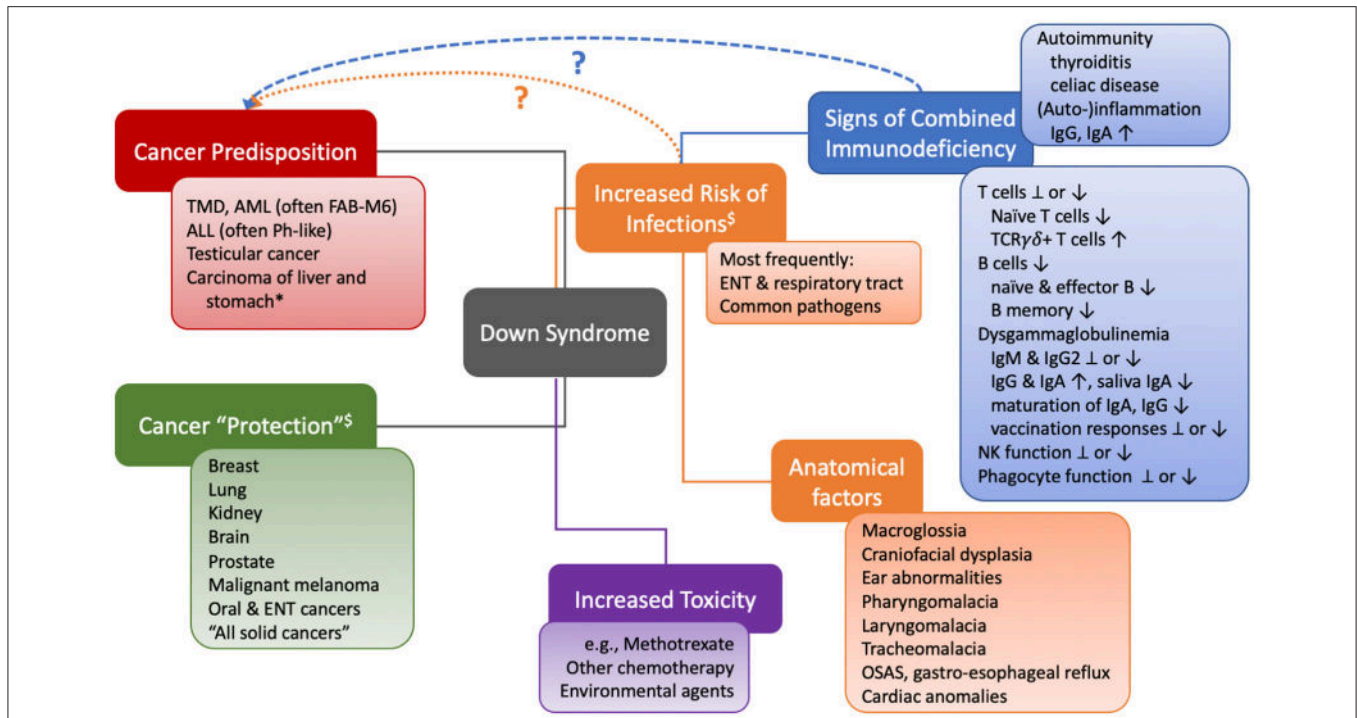 ?
?
Cancer Predisposition
TMD, AML (often FAB-M6)
ALL (often Ph-like)
Testicular cancer
Carcinoma of liver and
stomach*
Increased Risk of
Infections$
Most frequently:
ENT & respiratory tract
Common pathogens
Signs of Combined
Immunodeficiency
Autoimmunity
thyroiditis
celiac disease
(Auto-)inflammation
IgG, IgA ↑
T cells ⊥ or ↓
Naïve T cells ↓
TCRγδ+ T cells ↑
B cells ↓
naïve & effector B ↓
B memory ↓
Dysgammaglobulinemia
IgM & IgG2 ⊥ or ↓
IgG & IgA ↑, saliva IgA ↓
maturation of IgA, IgG ↓
vaccination responses ⊥ or ↓
NK function ⊥ or ↓
Phagocyte function ⊥ or ↓
Down Syndrome
Cancer “Protection”$
Breast
Lung
Kidney
Brain
Prostate
Malignant melanoma
Oral & ENT cancers
“All solid cancers”
Increased Toxicity
e.g., Methotrexate
Other chemotherapy
Environmental agents
Anatomical
factors
Macroglossia
Craniofacial dysplasia
Ear abnormalities
Pharyngomalacia
Laryngomalacia
Tracheomalacia
OSAS, gastro-esophageal reflux
Cardiac anomalies